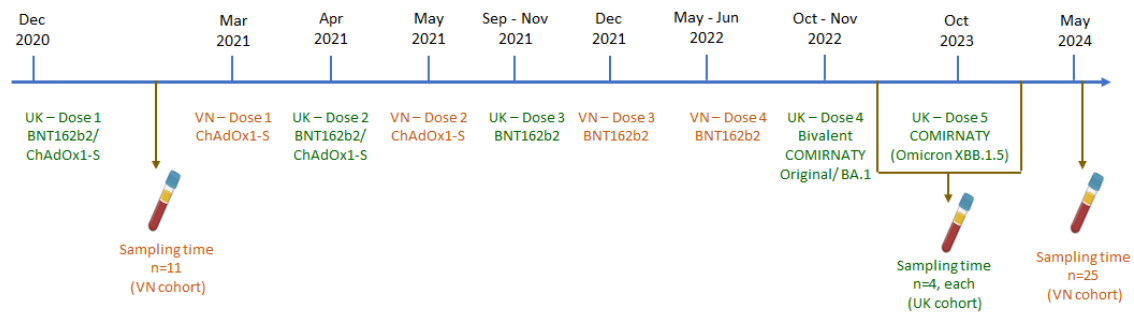 Dec
2020
Mar
2021
Apr
2021
May
2021
Sep - Nov
2021
Dec
2021
May - Jun
2022
Oct - Nov
2022
Oct
2023
May
2024
UK – Dose 1
BNT162b2/
ChAdOx1-S
VN – Dose 1
ChAdOx1-S
UK – Dose 2
BNT162b2/
ChAdOx1-S
VN – Dose 2
ChAdOx1-S
UK – Dose 3
BNT162b2
VN – Dose 3
BNT162b2
VN – Dose 4
BNT162b2
UK – Dose 4
Bivalent
COMIRNATY
Original/ BA.1
UK – Dose 5
COMIRNATY
(Omicron XBB.1.5)
Sampling time
n=11
(VN cohort)
Sampling time
n=4, each
(UK cohort)
Sampling time
n=25
(VN cohort)